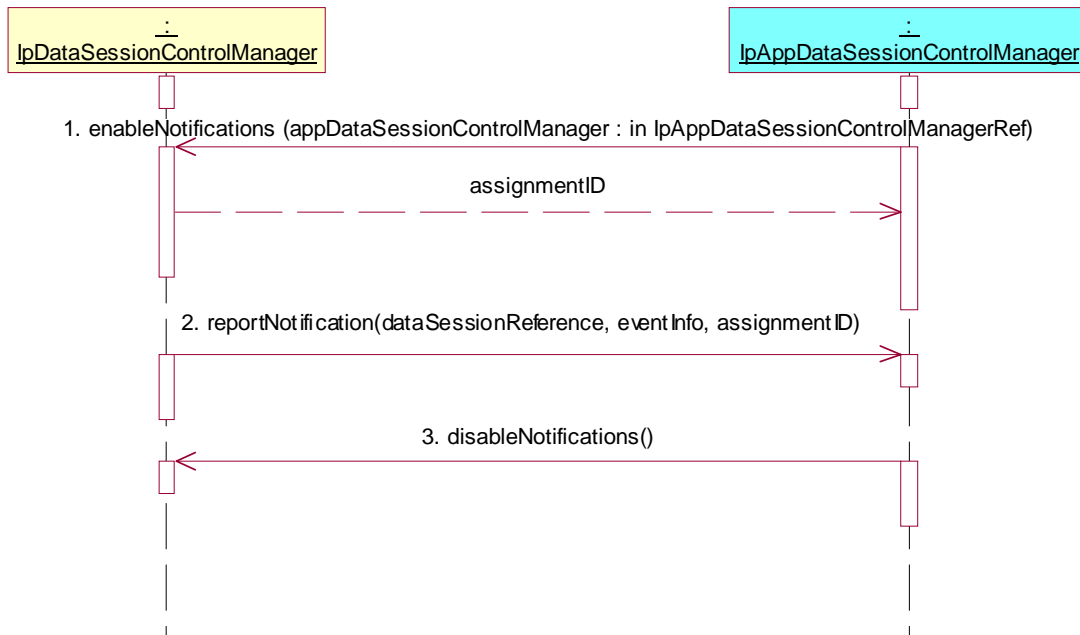 :
IpDataSessionControlManager
:
IpAppDataSessionControlManager
1. enableNotifications (appDataSessionControlManager : in IpAppDataSessionControlManagerRef)
assignmentID
2. reportNotification(dataSessionReference, eventInfo, assignmentID)
3. disableNotifications()